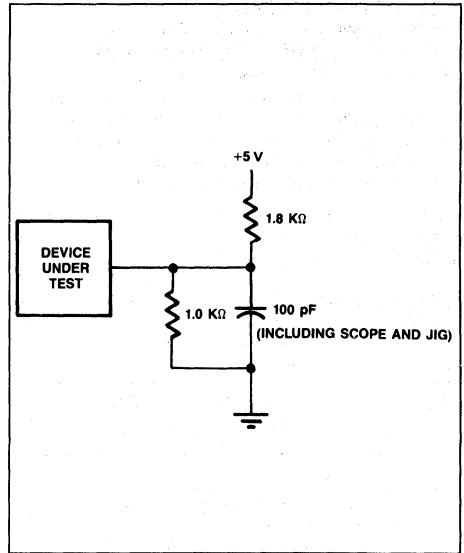 +5 V
1.8 KΩ
DEVICE
UNDER
TEST
1.0 KΩ
100 pF
(INCLUDING SCOPE AND JIG)